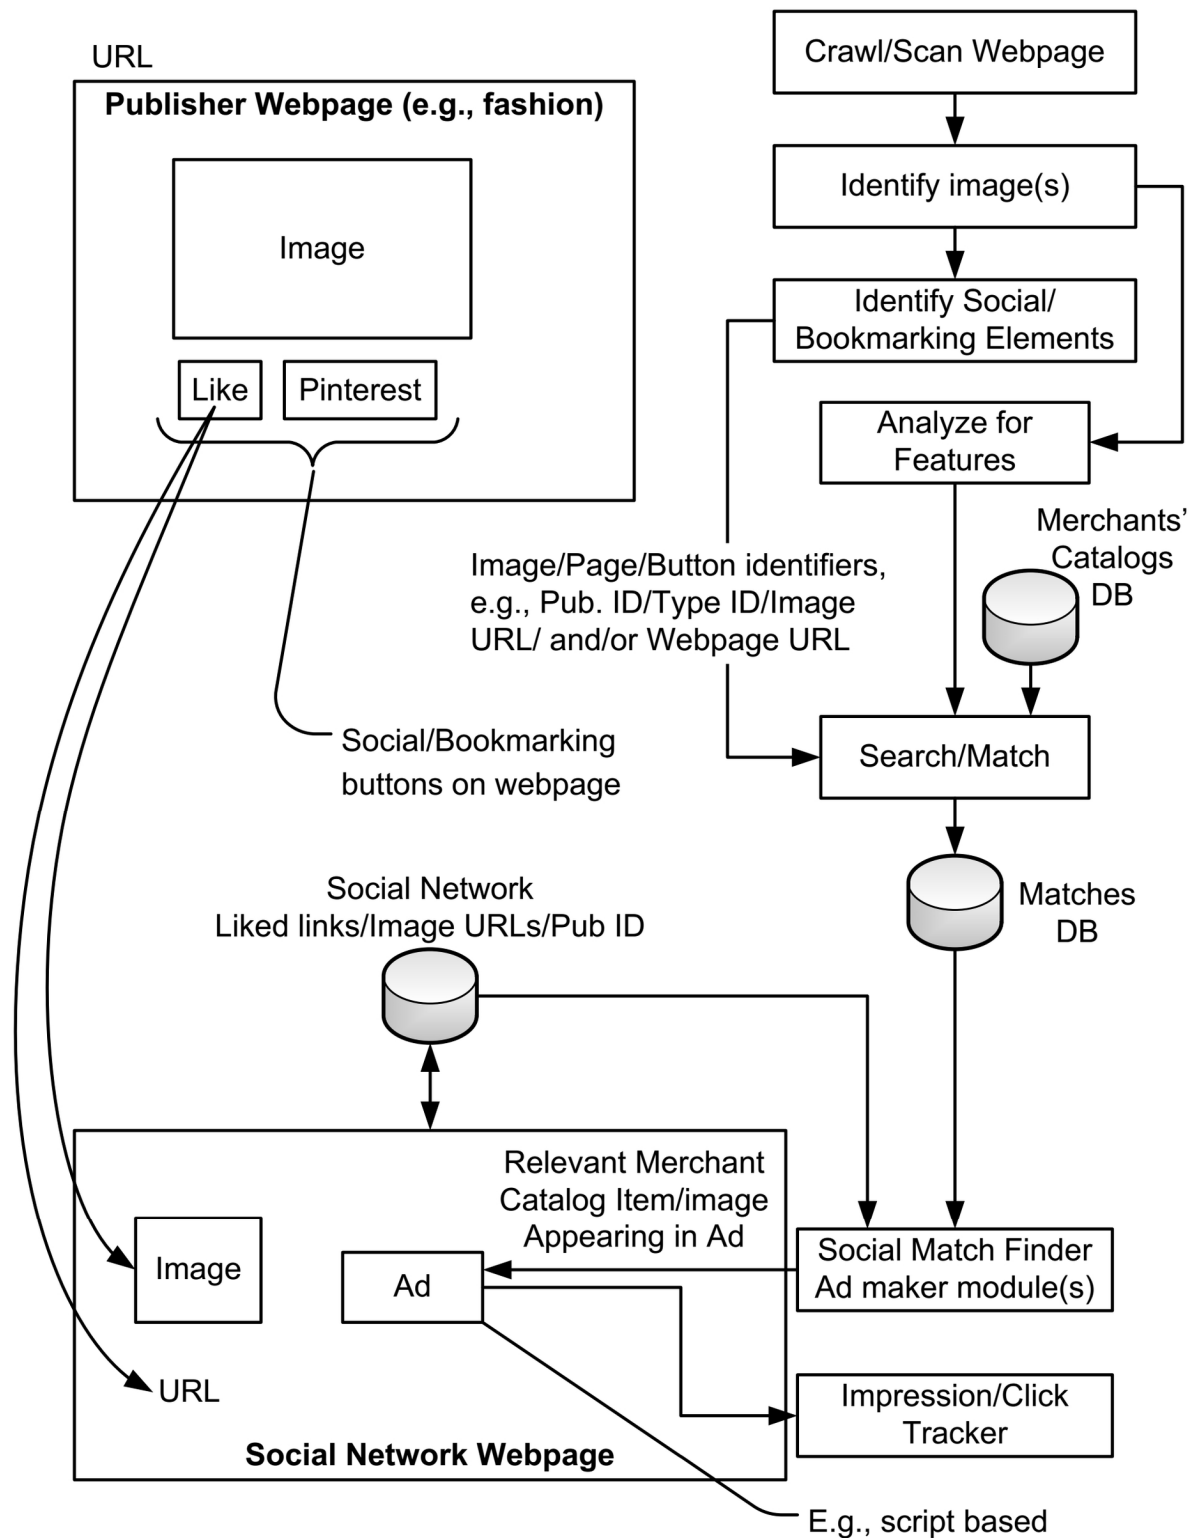 URL
Publisher Webpage (e.g., fashion)
Image
Like
Pinterest
Crawl/Scan Webpage
Identify image(s)
Identify Social/
Bookmarking Elements
Analyze for
Features
Merchants'
Catalogs
DB
Image/Page/Button identifiers,
e.g., Pub. ID/Type ID/Image
URL/ and/or Webpage URL
Social/Bookmarking
buttons on webpage
Search/Match
Matches
DB
Social Network
Liked links/Image URLs/Pub ID
Relevant Merchant
Catalog Item/image
Appearing in Ad
Image
Ad
Social Match Finder
Ad maker module(s)
URL
Impression/Click
Tracker
Social Network Webpage
E.g., script based